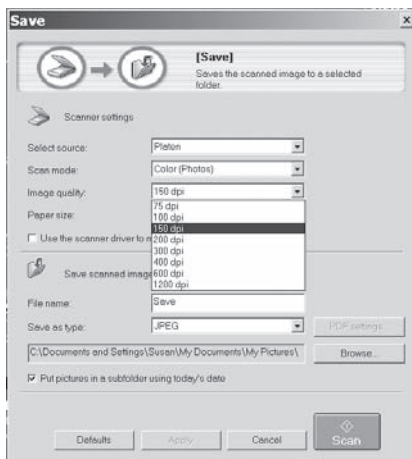 Save
[Save]
Saves the scanned image to a selected
folder.
Scanner settings
Select source: Platen
Scan mode: Color (Photos)
Image quality: 150 dpi
75 dpi
100 dpi
Paper size: 150 dpi
Use the scanner driver to 200 dpi
300 dpi
400 dpi
Save scanned image 600 dpi
1200 dpi
File name: Save
Save as type: JPEG PDF settings
C:\Documents and Settings\Susan\My Documents\My Pictures\ Browse...
Put pictures in a subfolder using today's date
Defaults Apply Cancel Scan